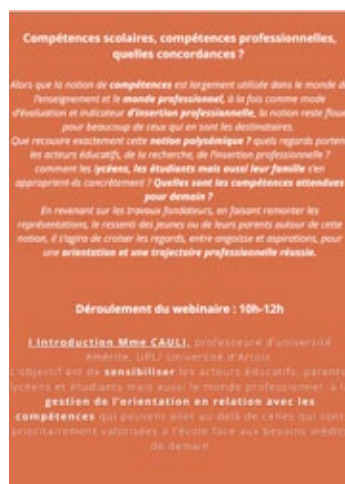 Compétences scolaires, compétences professionnelles,
quelles concordances ?
Alors que la notion de compétences est largement utilisée dans le monde d
l'enseignement et le monde professionnel, à la fois comme mode
d'évaluation et indicateur d'insertion professionnelle, la notion reste floue
pour beaucoup de ceux qui en sont les destinataires.
Que recouvre exactement cette notion polysémique ? quels regards porten
les acteurs éducatifs, de la recherche, de l'insertion professionnelle ?
comment les lycéens, les étudiants mais aussi leur famille s'en
approprient-ils concrètement ? Quelles sont les compétences attendues
pour demain ?
En revenant sur les travaux fondateurs, en faisant remonter les
représentations, le ressenti des jeunes ou de leurs parents autour de cette
notion, il s'agira de croiser les regards, entre angoisse et aspirations, pour
une orientation et une trajectoire professionnelle réussie.
Déroulement du webinaire : 10h-12h
I Introduction Mme CAULI, professeure d'université
émérite, UPL/ Université d'Artois
L'objectif est de sensibiliser les acteurs éducatifs, parents
lycéens et étudiants mais aussi le monde professionnel à la
gestion de l'orientation en relation avec les
compétences qui peuvent aller au-delà de celles qui sont
prioritairement valorisées à l'école face aux besoins inédits
de demain